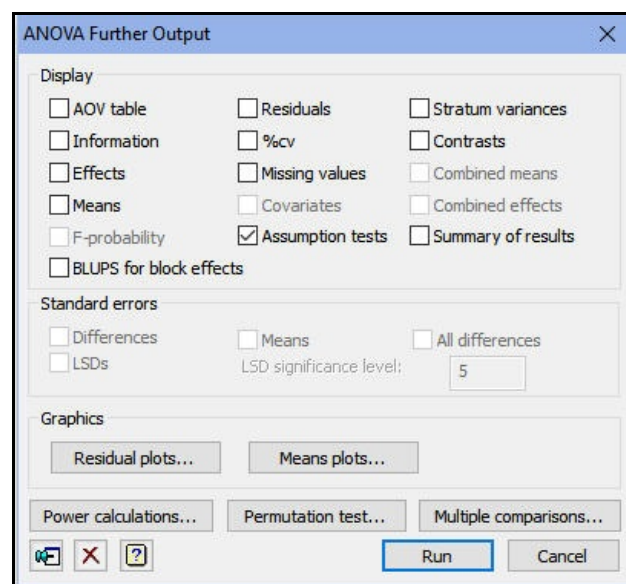 ANOVA Further Output
Display
AOV table Residuals Stratum variances
Information %cv Contrasts
Effects Missing values Combined means
Means Covariates Combined effects
F-probability Assumption tests Summary of results
BLUPS for block effects
Standard errors
Differences Means All differences
LSDs LSD significance level: 5
Graphics
Residual plots... Means plots...
Power calculations... Permutation test... Multiple comparisons...
? Run Cancel